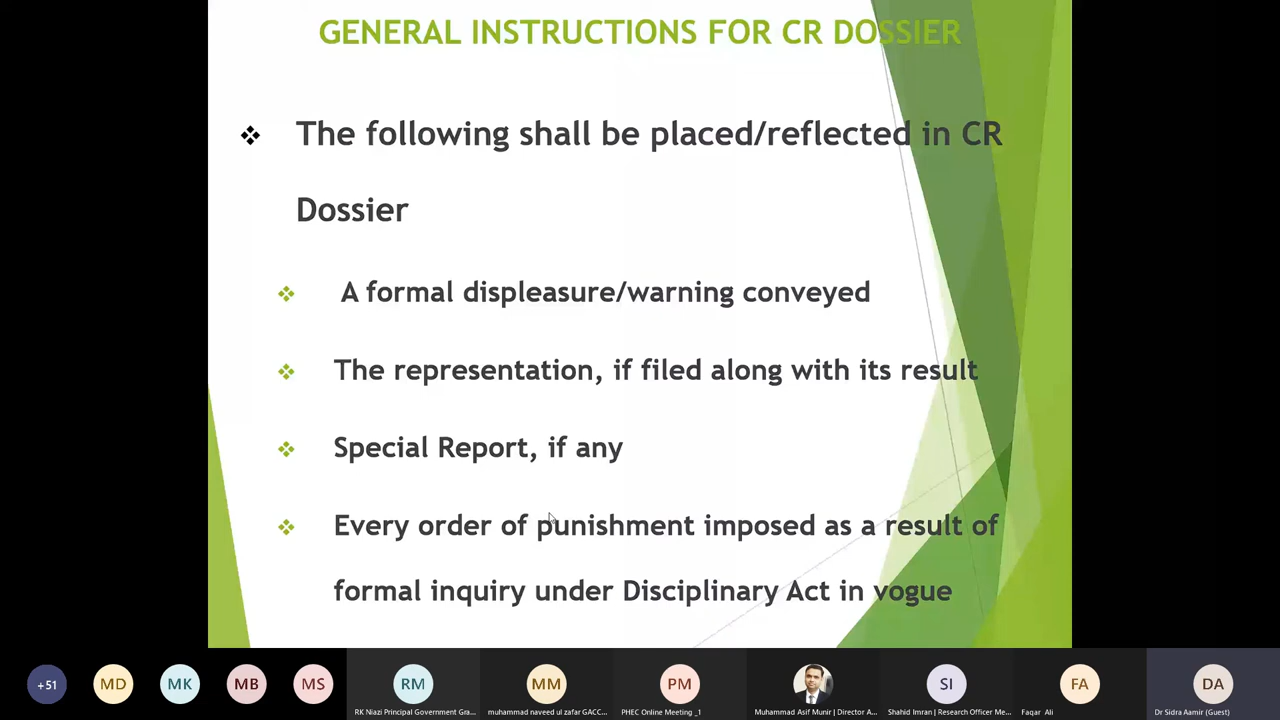 GENERAL INSTRUCTIONS FOR CR DOSSIER
The following shall be placed/reflected in CR
Dossier
A formal displeasure/warning conveyed
The representation, if filed along with its result
Special Report, if any
Every order of punishment imposed as a result of
formal inquiry under Disciplinary Act in vogue
+51 MD MK MB MS RM MM PM SI FA DA
RK Niazi Principal Government Gra... muhammad naveed ul zafar GACC... PHEC Online Meeting _1 Muhammad Asif Munir | Director A... Shahid Imran | Research Officer Me... Faqar Ali Dr Sidra Aamir (Guest)